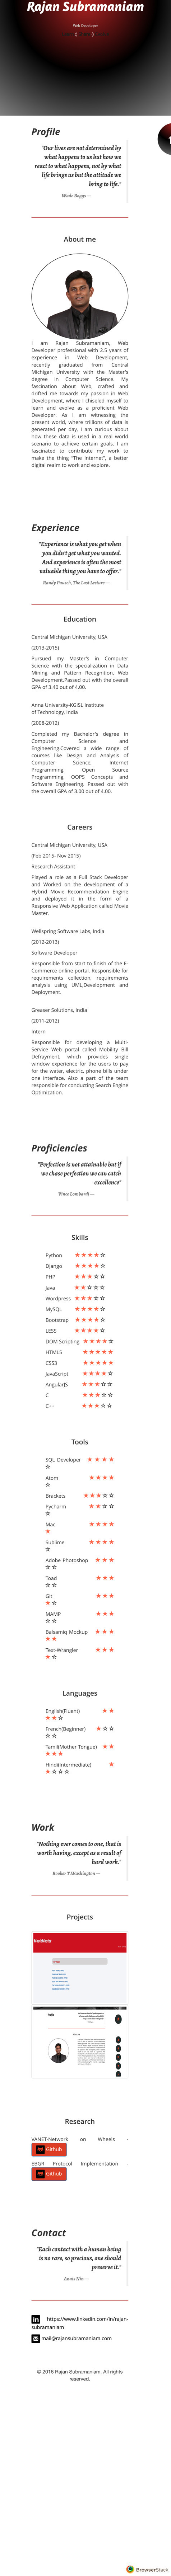 Rajan Subramaniam
Web Developer
Profile
"Our lives are not determined by
what happens to us but how we
react to what happens, not by what
life brings us but the attitude we
bring to life."
Wade Boggs —
About me
I am Rajan Subramaniam, Web
Developer professional with 2.5 years of
experience in Web Development,
recently graduated from Central
Michigan University with the Master's
degree in Computer Science. My
fascination about Web, crafted and
drifted me towards my passion in Web
Development, where I cherished myself to
learn and evolve as a proficient Web
Developer. As I am witnessing the
present world, where trillions of data is
generated per day, I am curious about
how these data is used in a real world
scenario to achieve certain goals. I am
fascinated to contribute my work to
make the thing "The Internet", a better
digital realm to work and explore.
Experience
"Experience is what you get when
you didn't get what you wanted.
And experience is often the most
valuable thing you have to offer."
Randy Pausch, The Last Lecture —
Education
Central Michigan University, USA
(2013-2015)
Pursued my Master's in Computer
Science with the specialization in Data
Mining and Pattern Recognition, Web
Development.Passed out with the overall
GPA of 3.40 out of 4.00.
Anna University-KGiSL Institute
of Technology, India
(2008-2012)
Completed my Bachelor's degree in
Computer Science and
Engineering.Covered a wide range of
courses like Design and Analysis of
Computer Science, Internet
Programming, Open Source
Programming, OOPS Concepts and
Software Engineering. Passed out with
the overall GPA of 3.00 out of 4.00.
Careers
Central Michigan University, USA
(Feb 2015- Nov 2015)
Research Assistant
Played a role as a Full Stack Developer
and Worked on the development of a
Hybrid Movie Recommendation Engine
and deployed it in the form of a
Responsive Web Application called Movie
Master.
Wellspring Software Labs, India
(2012-2013)
Software Developer
Responsible from start to finish of the E-
Commerce online portal. Responsible for
requirements collection, requirements
analysis using UML,Development and
Deployment.
Greaser Solutions, India
(2011-2012)
Intern
Responsible for developing a Multi-
Service Web portal called Mobility Bill
Defrayment, which provides single
window experience for the users to pay
for the water, electric, phone bills under
one interface. Also a part of the team
responsible for conducting Search Engine
Optimization.
Proficiencies
"Perfection is not attainable but if
we chase perfection we can catch
excellence"
Vince Lombardi —
Skills
Python ★★★★☆
Django ★★★★☆
PHP ★★★☆☆
Java ★★☆☆☆
Wordpress ★★★☆☆
MySQL ★★★★☆
Bootstap ★★★★☆
LESS ★★★★☆
DOM Scripting ★★★★☆
HTML5 ★★★★★
CSS3 ★★★★★
JavaScript ★★★★☆
AngularJS ★★★☆☆
C ★★★☆☆
C++ ★★★☆☆
Tools
SQL Developer ★★★★
☆
Atom ★★★★
☆
Brackets ★★★☆☆
Pycharm ★★☆☆
☆
Mac ★★★★
★
Sublime ★★★★
☆
Adobe Photoshop ★★★
☆☆
Toad ★★★
☆☆
Git ★★★
★☆
MAMP ★★★
☆☆
Balsamiq Mockup ★★★
★★
Text-Wrangler ★★★
★☆
Languages
English(Fluent) ★★
★★☆
French(Beginner) ★☆☆
☆☆
Tamil(Mother Tongue) ★★
★★★
Hindi(Intermediate) ★
★☆☆☆
Work
"Nothing ever comes to one, that is
worth having, except as a result of
hard work."
Booker T. Washington —
Projects
MovieMaster
Research
VANET-Network on Wheels -
Github
EBGR Protocol Implementation -
Github
Contact
"Each contact with a human being
is so rare, so precious, one should
preserve it."
Anais Nin —
https://www.linkedin.com/in/rajan-
subramaniam
mail@rajansubramaniam.com
© 2016 Rajan Subramaniam. All rights
reserved.
BrowserStack